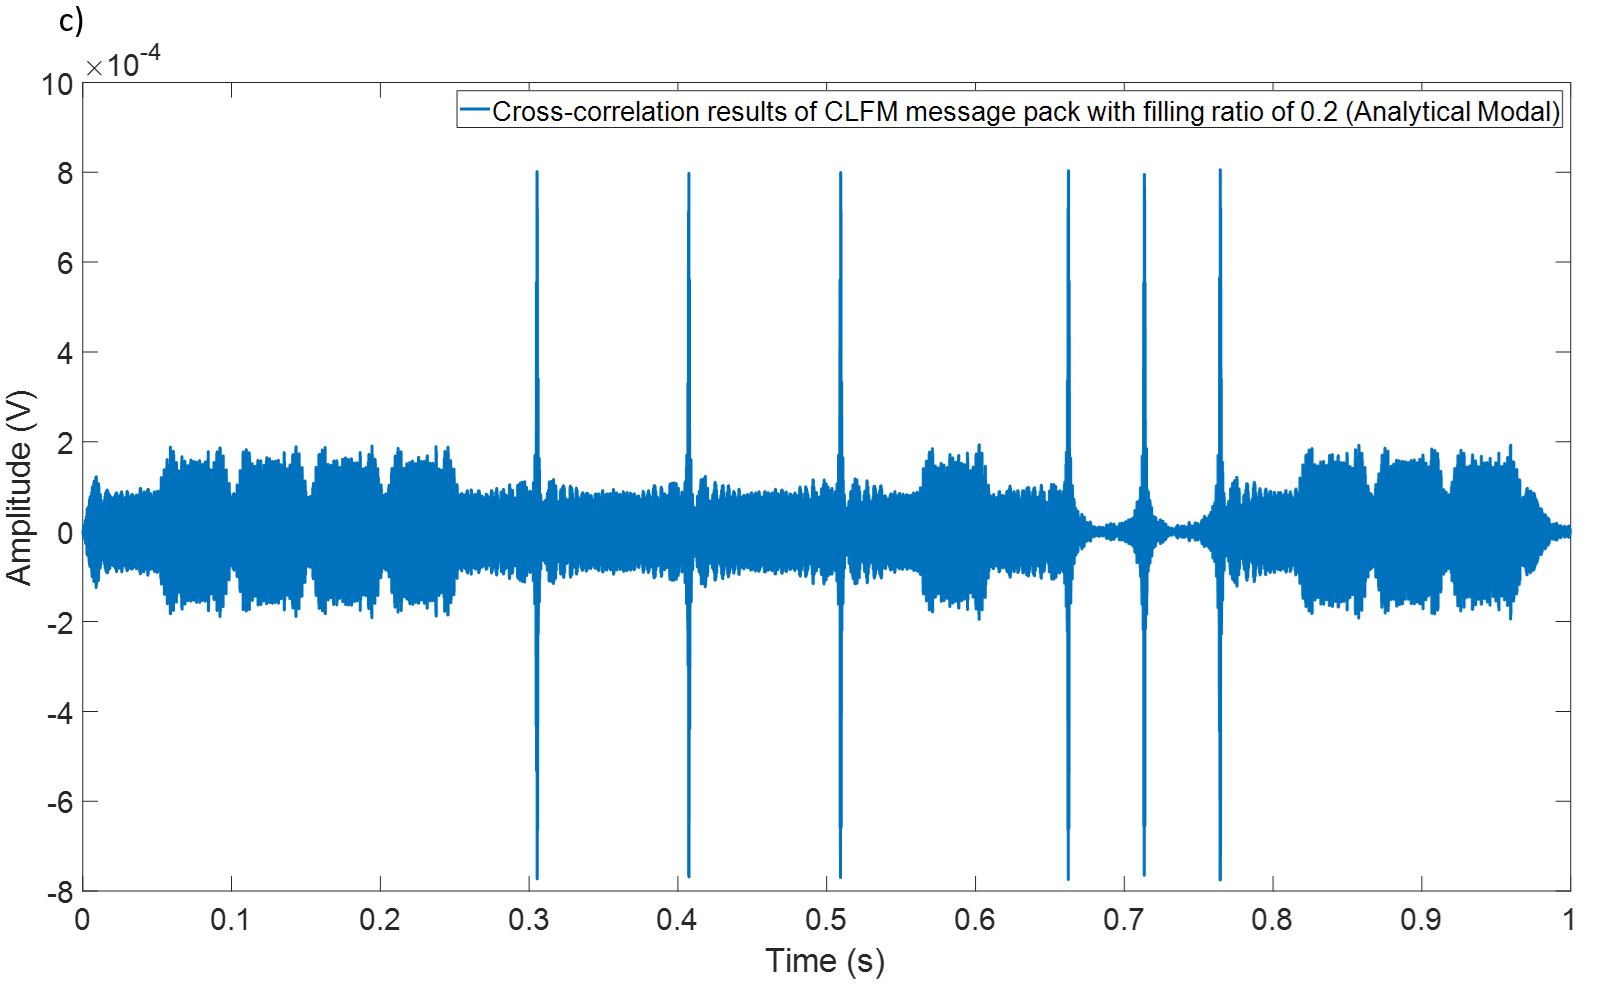 c)
×10-4
Cross-correlation results of CLFM message pack with filling ratio of 0.2 (Analytical Modal)
10
8
6
4
2
0
-2
-4
-6
-8
Amplitude (V)
0 0.1 0.2 0.3 0.4 0.5 0.6 0.7 0.8 0.9 1
Time (s)